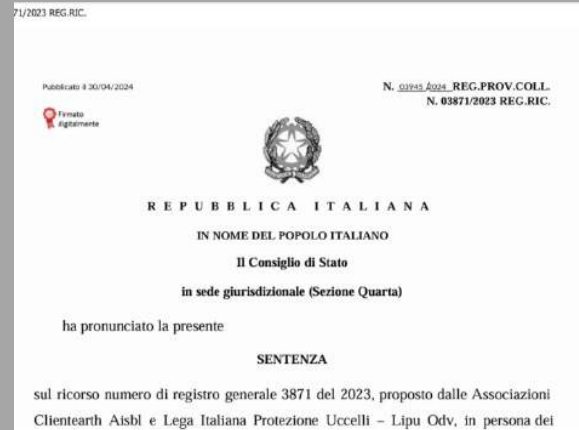 71/2023 REG.RIC.
Pubblicato il 30/04/2024
N. 03945/2024 REG.PROV.COLL.
N. 03871/2023 REG.RIC.
Firmato
digitalmente
REPUBBLICA ITALIANA
IN NOME DEL POPOLO ITALIANO
Il Consiglio di Stato
in sede giurisdizionale (Sezione Quarta)
ha pronunciato la presente
SENTENZA
sul ricorso numero di registro generale 3871 del 2023, proposto dalle Associazioni
Clientearth Aisbl e Lega Italiana Protezione Uccelli – Lipu Odv, in persona dei